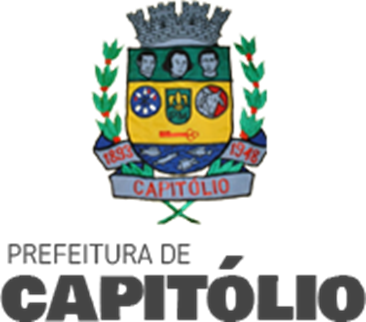 1893 1948
CAPITÓLIO
PREFEITURA DE
CAPITÓLIO